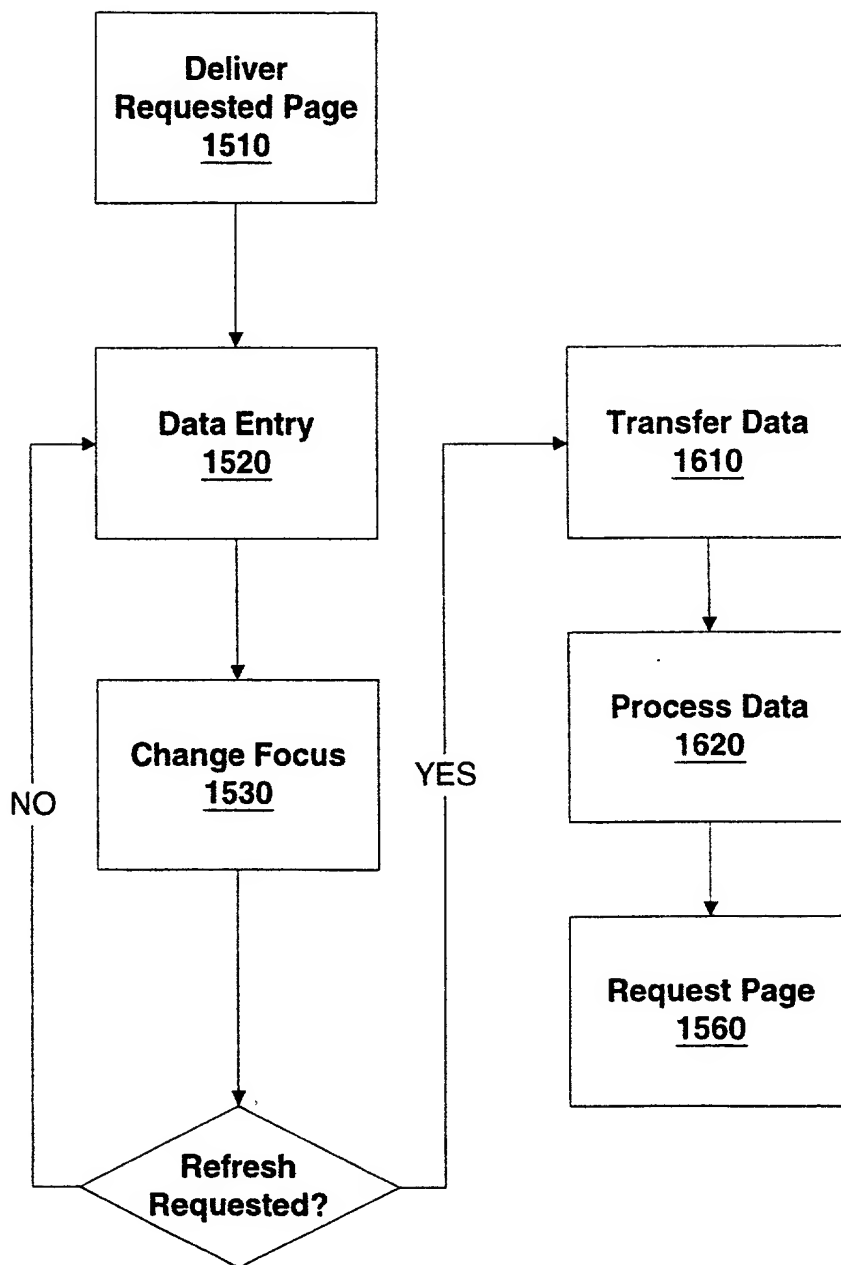 Deliver
Requested Page
1510
Data Entry
1520
Change Focus
1530
NO
Refresh
Requested?
YES
Transfer Data
1610
Process Data
1620
Request Page
1560